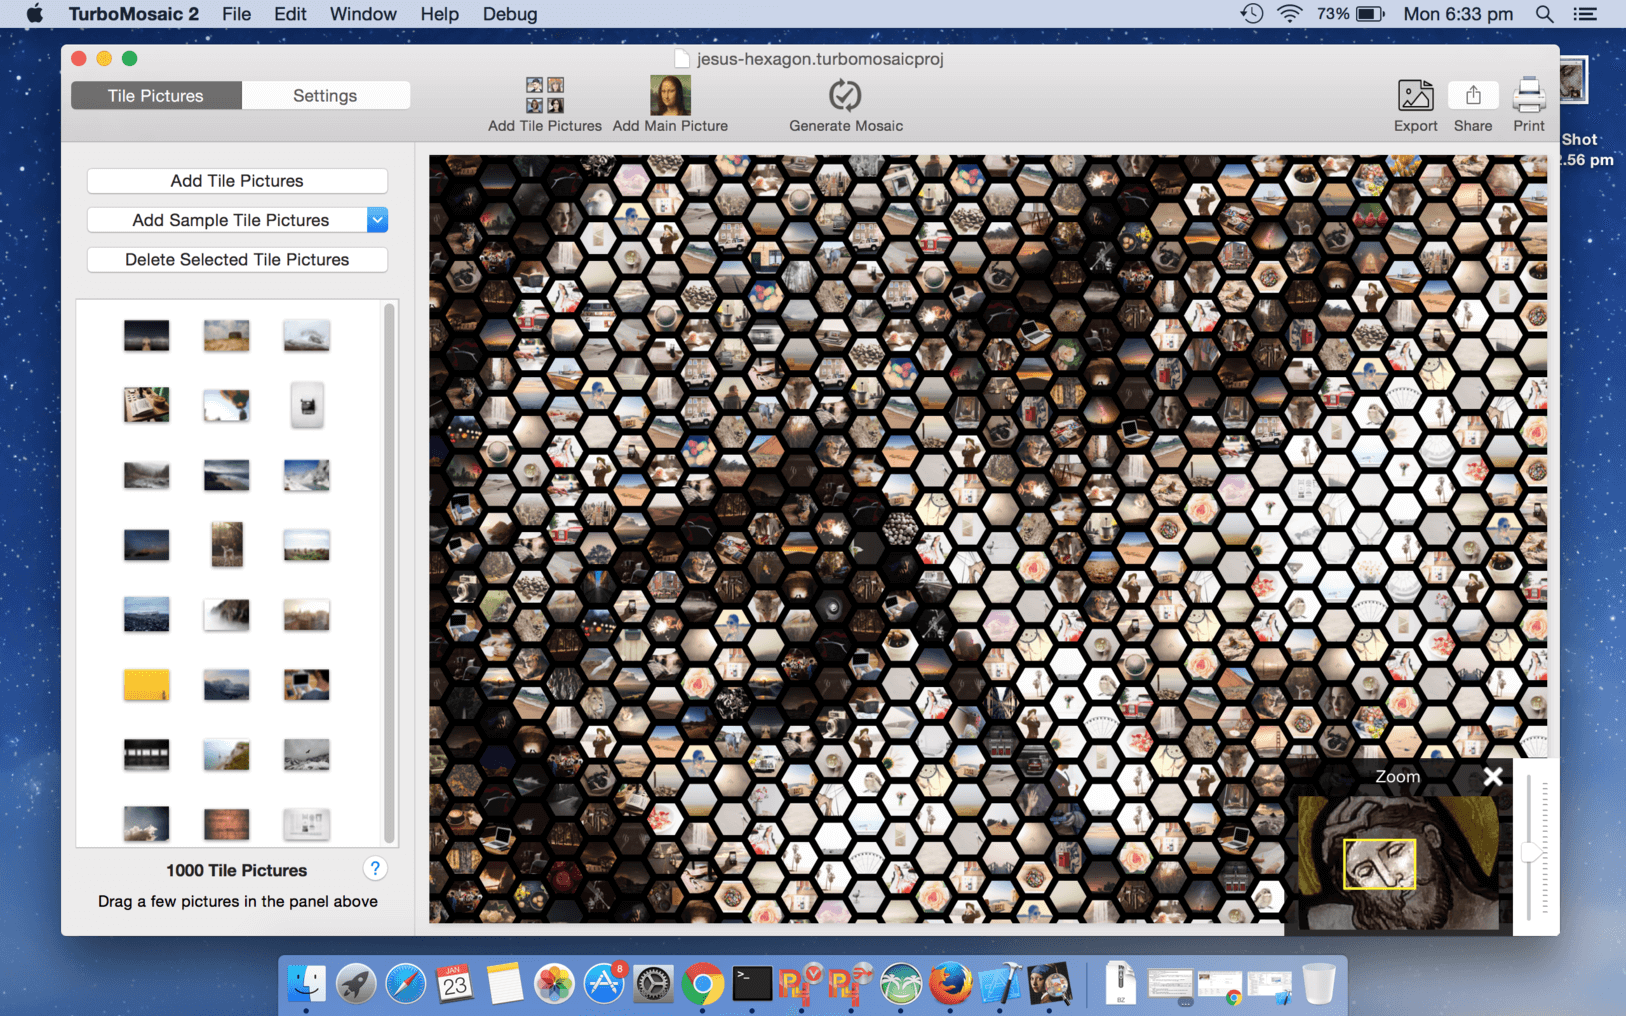 TurboMosaic 2 File Edit Window Help Debug 73% Mon 6:33 pm
jesus-hexagon.turbomosaicproj
Tile Pictures Settings
Add Tile Pictures Add Main Picture Generate Mosaic Export Share Print
Shot
2.56 pm
Add Tile Pictures
Add Sample Tile Pictures
Delete Selected Tile Pictures
1000 Tile Pictures ?
Drag a few pictures in the panel above
Zoom
8
JAN
23
BZ